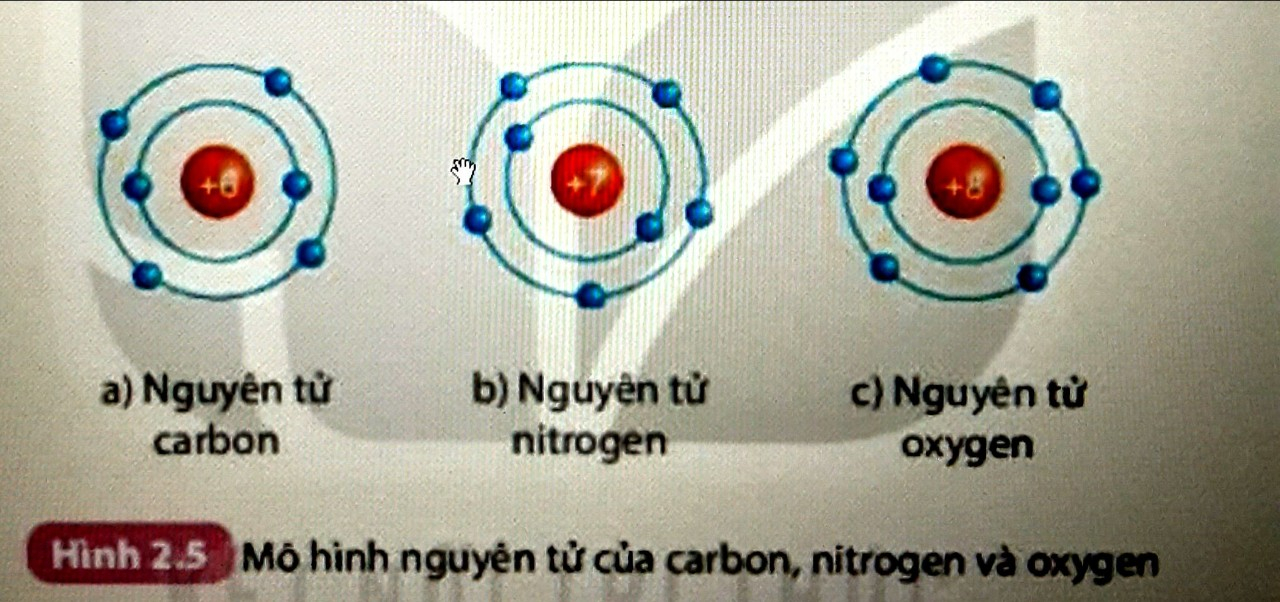 +6
+7
+8
a) Nguyên tử
carbon
b) Nguyên tử
nitrogen
c) Nguyên tử
oxygen
Hình 2.5 Mô hình nguyên tử của carbon, nitrogen và oxygen